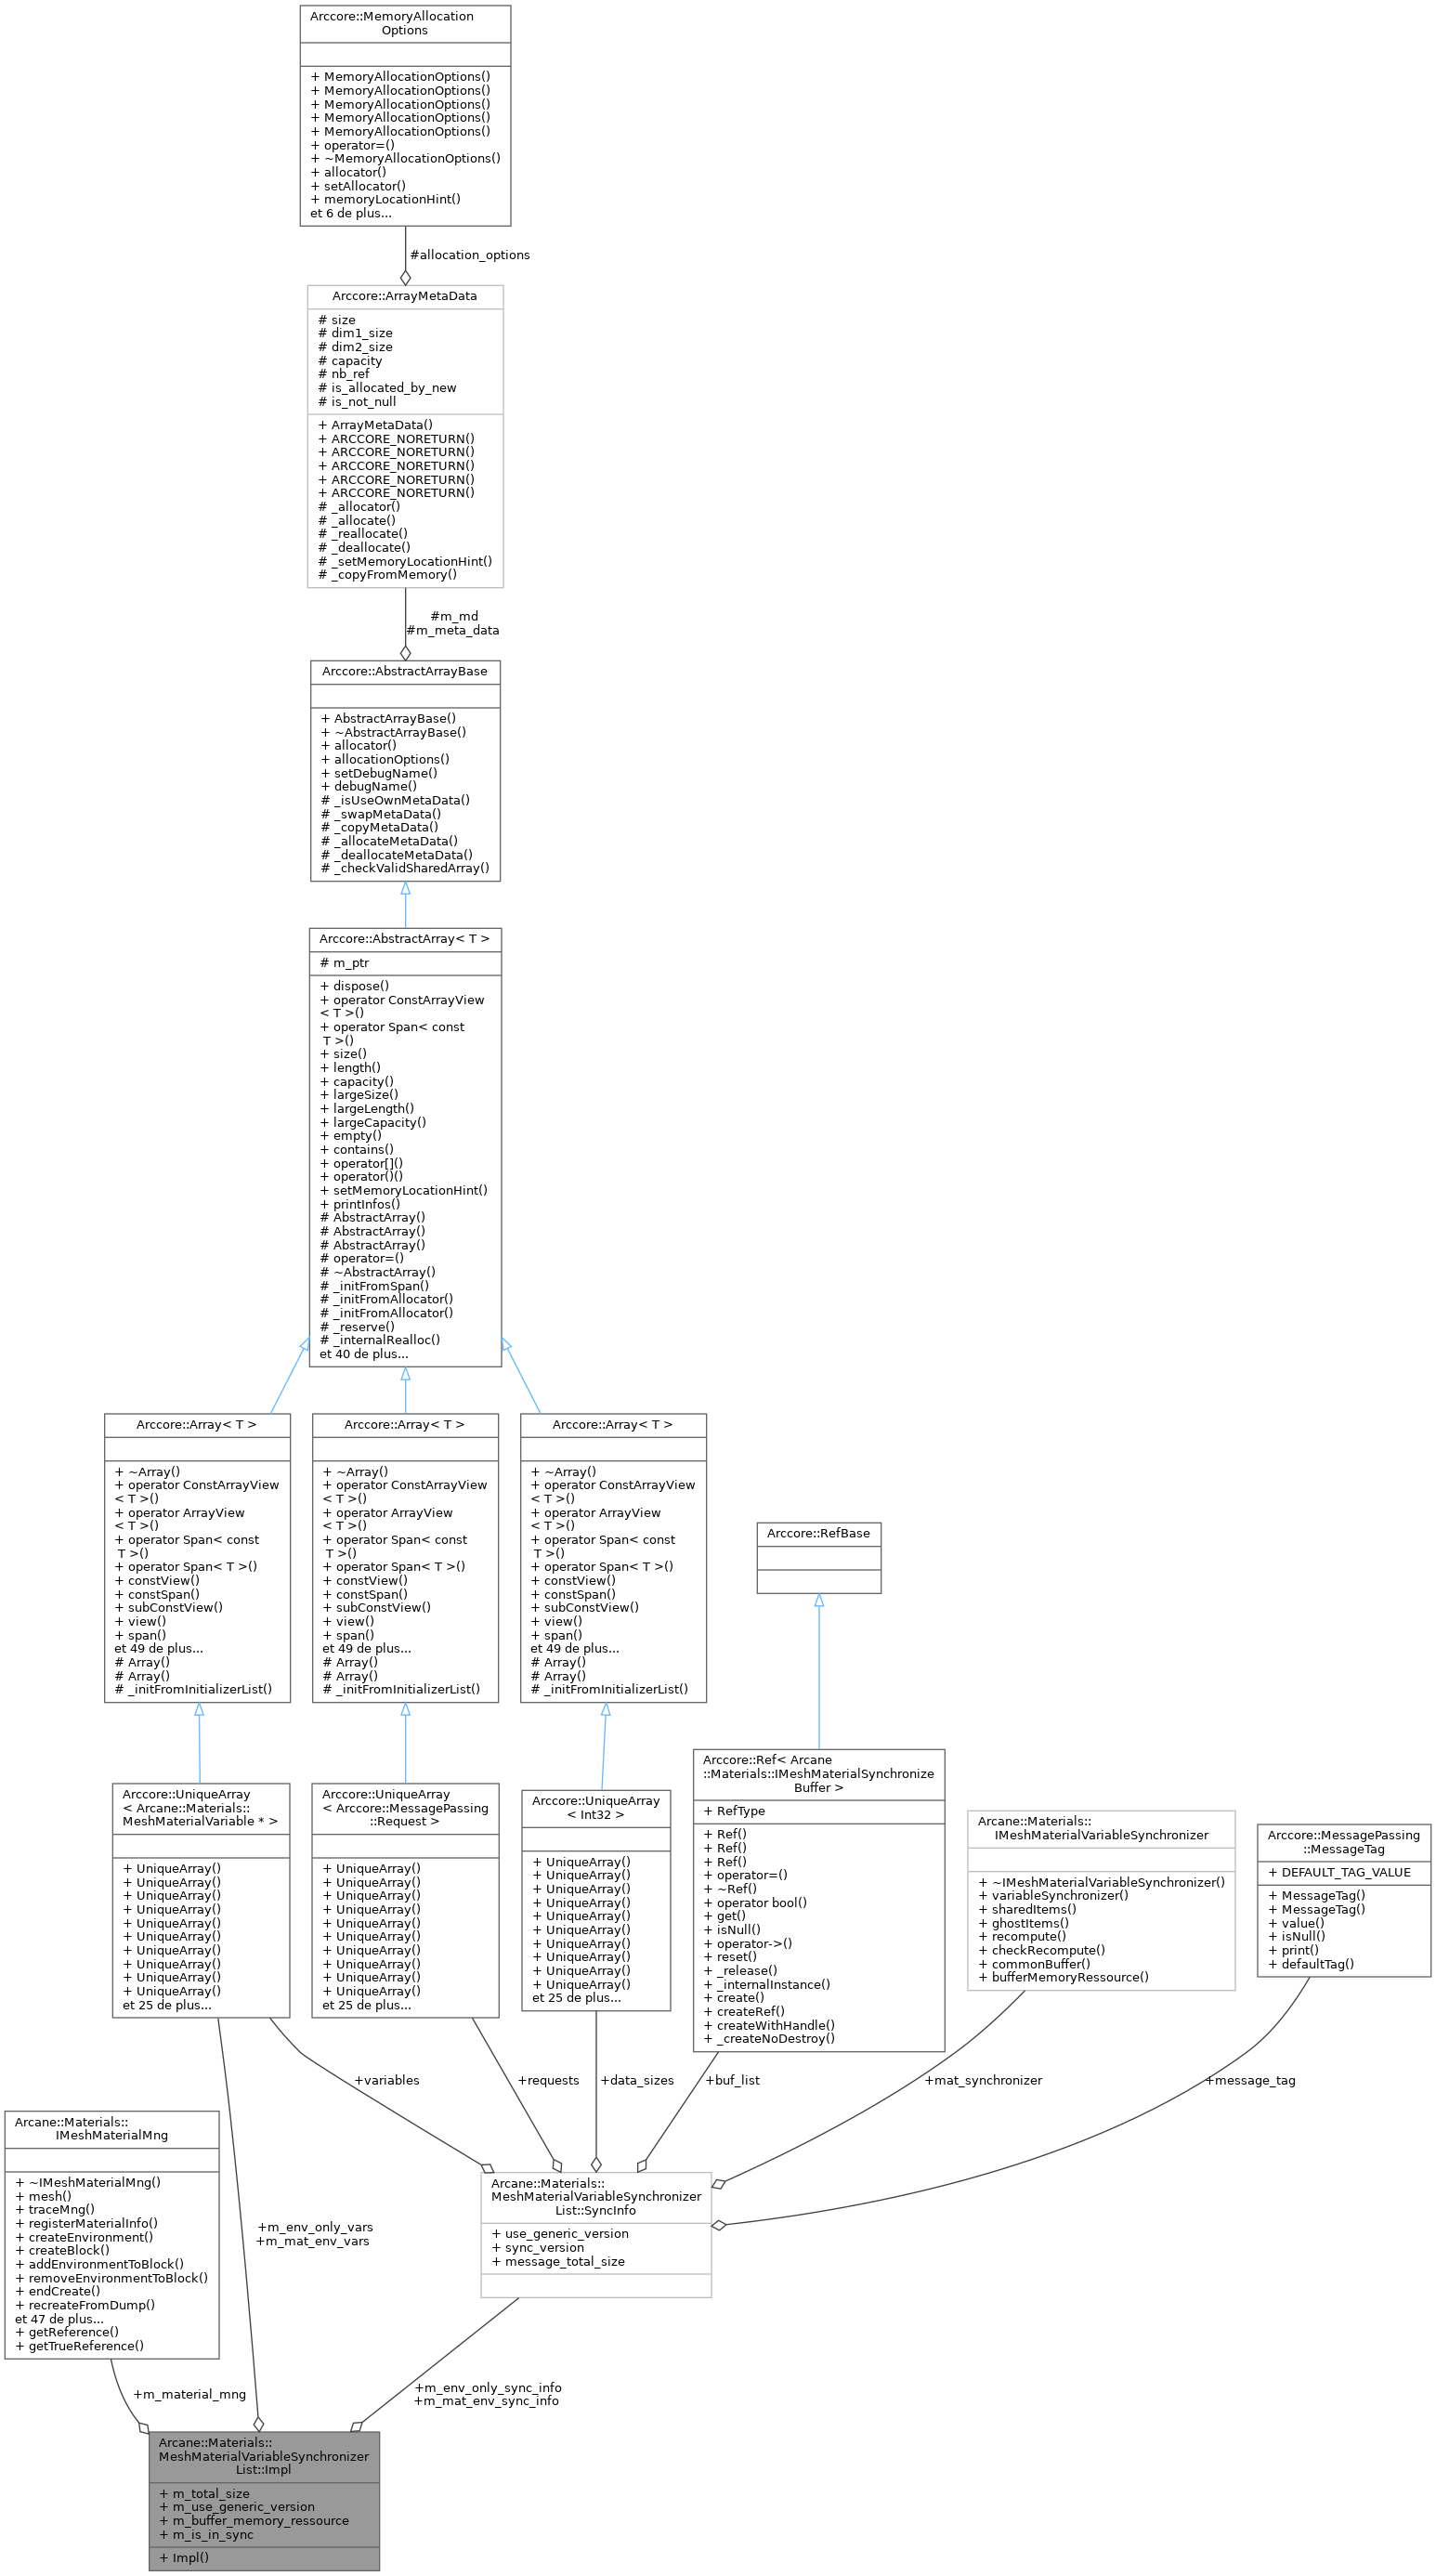 Arccore::MemoryAllocation
Options
+ MemoryAllocationOptions()
+ MemoryAllocationOptions()
+ MemoryAllocationOptions()
+ MemoryAllocationOptions()
+ MemoryAllocationOptions()
+ operator=()
+ ~MemoryAllocationOptions()
+ allocator()
+ setAllocator()
+ memoryLocationHint()
et 6 de plus...
#allocation_options
Arccore::ArrayMetaData
# size
# dim1_size
# dim2_size
# capacity
# nb_ref
# is_allocated_by_new
# is_not_null
+ ArrayMetaData()
+ ARCCORE_NORETURN()
+ ARCCORE_NORETURN()
+ ARCCORE_NORETURN()
+ ARCCORE_NORETURN()
+ ARCCORE_NORETURN()
# _allocator()
# _allocate()
# _reallocate()
# _deallocate()
# _setMemoryLocationHint()
# _copyFromMemory()
#m_md
#m_meta_data
Arccore::AbstractArrayBase
+ AbstractArrayBase()
+ ~AbstractArrayBase()
+ allocator()
+ allocationOptions()
+ setDebugName()
+ debugName()
# _isUseOwnMetaData()
# _swapMetaData()
# _copyMetaData()
# _allocateMetaData()
# _deallocateMetaData()
# _checkValidSharedArray()
Arccore::AbstractArray< T >
# m_ptr
+ dispose()
+ operator ConstArrayView
< T >()
+ operator Span< const
T >()
+ size()
+ length()
+ capacity()
+ largeSize()
+ largeLength()
+ largeCapacity()
+ empty()
+ contains()
+ operator[]()
+ operator()()
+ setMemoryLocationHint()
+ printInfos()
# AbstractArray()
# AbstractArray()
# AbstractArray()
# operator=()
# ~AbstractArray()
# _initFromSpan()
# _initFromAllocator()
# _initFromAllocator()
# _reserve()
# _internalRealloc()
et 40 de plus...
Arccore::Array< T >
+ ~Array()
+ operator ConstArrayView
< T >()
+ operator ArrayView
< T >()
+ operator Span< const
T >()
+ operator Span< T >()
+ constView()
+ constSpan()
+ subConstView()
+ view()
+ span()
et 49 de plus...
# Array()
# Array()
# _initFromInitializerList()
Arccore::Array< T >
+ ~Array()
+ operator ConstArrayView
< T >()
+ operator ArrayView
< T >()
+ operator Span< const
T >()
+ operator Span< T >()
+ constView()
+ constSpan()
+ subConstView()
+ view()
+ span()
et 49 de plus...
# Array()
# Array()
# _initFromInitializerList()
Arccore::Array< T >
+ ~Array()
+ operator ConstArrayView
< T >()
+ operator ArrayView
< T >()
+ operator Span< const
T >()
+ operator Span< T >()
+ constView()
+ constSpan()
+ subConstView()
+ view()
+ span()
et 49 de plus...
# Array()
# Array()
# _initFromInitializerList()
Arccore::RefBase
Arccore::UniqueArray
< Arcane::Materials::
MeshMaterialVariable * >
+ UniqueArray()
+ UniqueArray()
+ UniqueArray()
+ UniqueArray()
+ UniqueArray()
+ UniqueArray()
+ UniqueArray()
+ UniqueArray()
+ UniqueArray()
+ UniqueArray()
et 25 de plus...
Arccore::UniqueArray
< Arccore::MessagePassing
::Request >
+ UniqueArray()
+ UniqueArray()
+ UniqueArray()
+ UniqueArray()
+ UniqueArray()
+ UniqueArray()
+ UniqueArray()
+ UniqueArray()
+ UniqueArray()
+ UniqueArray()
et 25 de plus...
Arccore::UniqueArray
< Int32 >
+ UniqueArray()
+ UniqueArray()
+ UniqueArray()
+ UniqueArray()
+ UniqueArray()
+ UniqueArray()
+ UniqueArray()
+ UniqueArray()
+ UniqueArray()
+ UniqueArray()
et 25 de plus...
Arccore::Ref< Arcane
::Materials::IMeshMaterialSynchronize
Buffer >
+ RefType
+ Ref()
+ Ref()
+ Ref()
+ operator=()
+ ~Ref()
+ operator bool()
+ get()
+ isNull()
+ operator->()
+ reset()
+ _release()
+ _internalInstance()
+ create()
+ createRef()
+ createWithHandle()
+ _createNoDestroy()
Arcane::Materials::
IMeshMaterialVariableSynchronizer
+ ~IMeshMaterialVariableSynchronizer()
+ variableSynchronizer()
+ sharedItems()
+ ghostItems()
+ recompute()
+ checkRecompute()
+ commonBuffer()
+ bufferMemoryRessource()
Arccore::MessagePassing
::MessageTag
+ DEFAULT_TAG_VALUE
+ MessageTag()
+ MessageTag()
+ value()
+ isNull()
+ print()
+ defaultTag()
+variables
+requests
+data_sizes
+buf_list
+mat_synchronizer
+message_tag
Arcane::Materials::
IMeshMaterialMng
+ ~IMeshMaterialMng()
+ mesh()
+ traceMng()
+ registerMaterialInfo()
+ createEnvironment()
+ createBlock()
+ addEnvironmentToBlock()
+ removeEnvironmentToBlock()
+ endCreate()
+ recreateFromDump()
et 47 de plus...
+ getReference()
+ getTrueReference()
+m_env_only_vars
+m_mat_env_vars
Arcane::Materials::
MeshMaterialVariableSynchronizer
List::SyncInfo
+ use_generic_version
+ sync_version
+ message_total_size
+m_material_mng
+m_env_only_sync_info
+m_mat_env_sync_info
Arcane::Materials::
MeshMaterialVariableSynchronizer
List::Impl
+ m_total_size
+ m_use_generic_version
+ m_buffer_memory_ressource
+ m_is_in_sync
+ Impl()